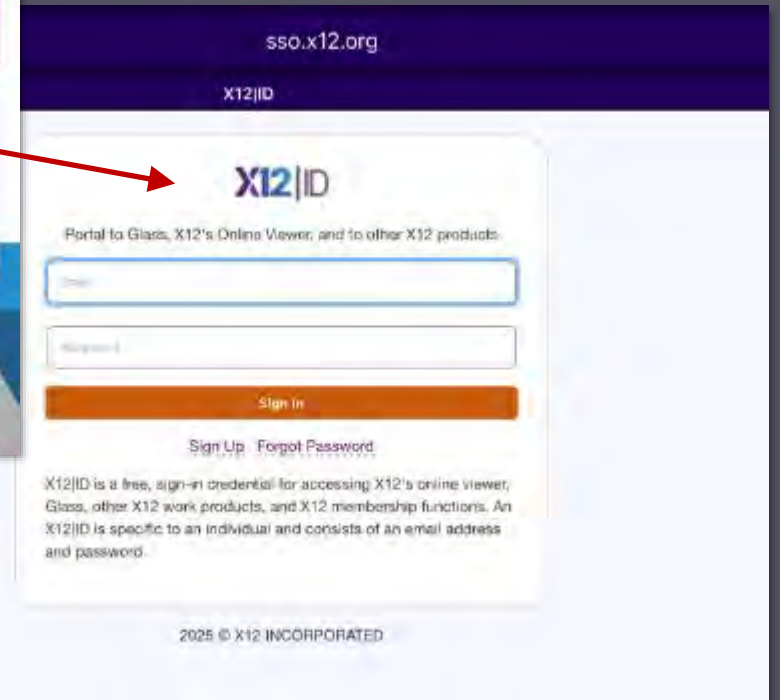 sso.x12.org
X12|ID
X12|ID
Portal to Glass, X12's Online Viewer, and to other X12 products
Email
Password
Sign In
Sign Up Forgot Password
X12|ID is a free, sign-in credential for accessing X12's online viewer,
Glass, other X12 work products, and X12 membership functions. An
X12|ID is specific to an individual and consists of an email address
and password.
2025 © X12 INCORPORATED